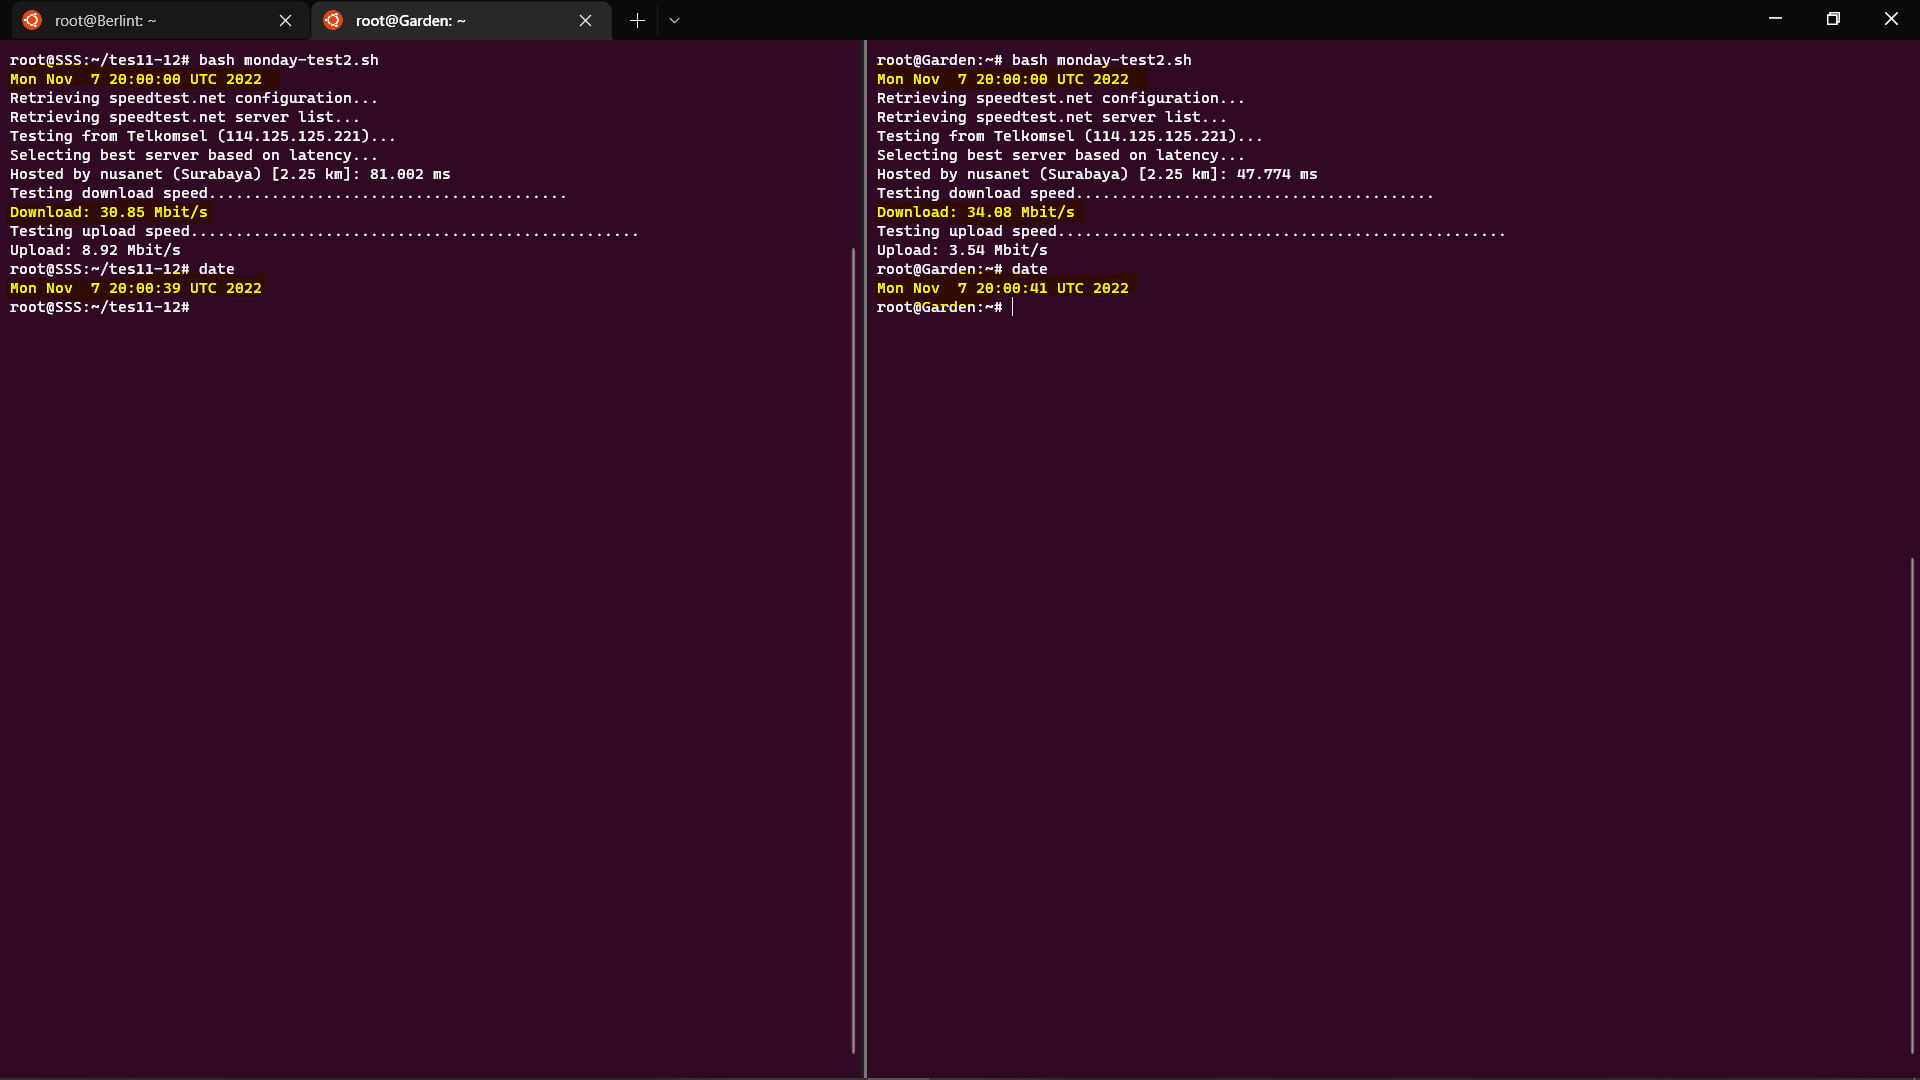 root@Berlint: ~
root@Garden: ~
root@SSS:~/tes11-12# bash monday-test2.sh
Mon Nov  7 20:00:00 UTC 2022
Retrieving speedtest.net configuration...
Retrieving speedtest.net server list...
Testing from Telkomsel (114.125.125.221)...
Selecting best server based on latency...
Hosted by nusanet (Surabaya) [2.25 km]: 81.002 ms
Testing download speed........................................
Download: 30.85 Mbit/s
Testing upload speed..................................................
Upload: 8.92 Mbit/s
root@SSS:~/tes11-12# date
Mon Nov  7 20:00:39 UTC 2022
root@SSS:~/tes11-12#
root@Garden:~# bash monday-test2.sh
Mon Nov  7 20:00:00 UTC 2022
Retrieving speedtest.net configuration...
Retrieving speedtest.net server list...
Testing from Telkomsel (114.125.125.221)...
Selecting best server based on latency...
Hosted by nusanet (Surabaya) [2.25 km]: 47.774 ms
Testing download speed........................................
Download: 34.08 Mbit/s
Testing upload speed..................................................
Upload: 3.54 Mbit/s
root@Garden:~# date
Mon Nov  7 20:00:41 UTC 2022
root@Garden:~#